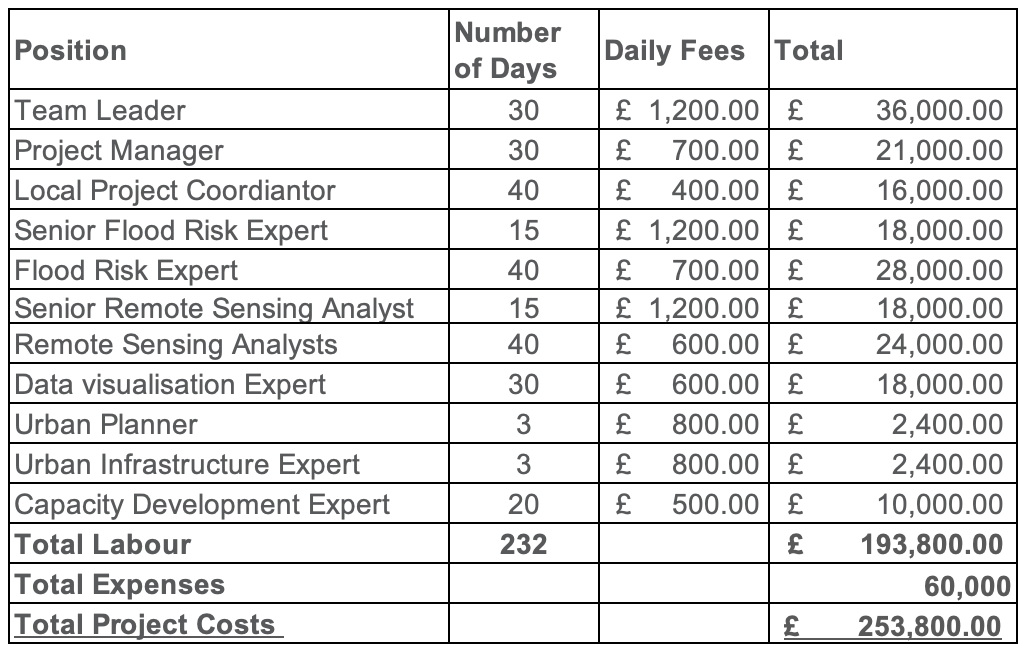 Position Number of Days Daily Fees Total
Team Leader 30 £ 1,200.00 £ 36,000.00
Project Manager 30 £ 700.00 £ 21,000.00
Local Project Coordiantor 40 £ 400.00 £ 16,000.00
Senior Flood Risk Expert 15 £ 1,200.00 £ 18,000.00
Flood Risk Expert 40 £ 700.00 £ 28,000.00
Senior Remote Sensing Analyst 15 £ 1,200.00 £ 18,000.00
Remote Sensing Analysts 40 £ 600.00 £ 24,000.00
Data visualisation Expert 30 £ 600.00 £ 18,000.00
Urban Planner 3 £ 800.00 £ 2,400.00
Urban Infrastructure Expert 3 £ 800.00 £ 2,400.00
Capacity Development Expert 20 £ 500.00 £ 10,000.00
Total Labour 232 £ 193,800.00
Total Expenses 60,000
Total Project Costs £ 253,800.00